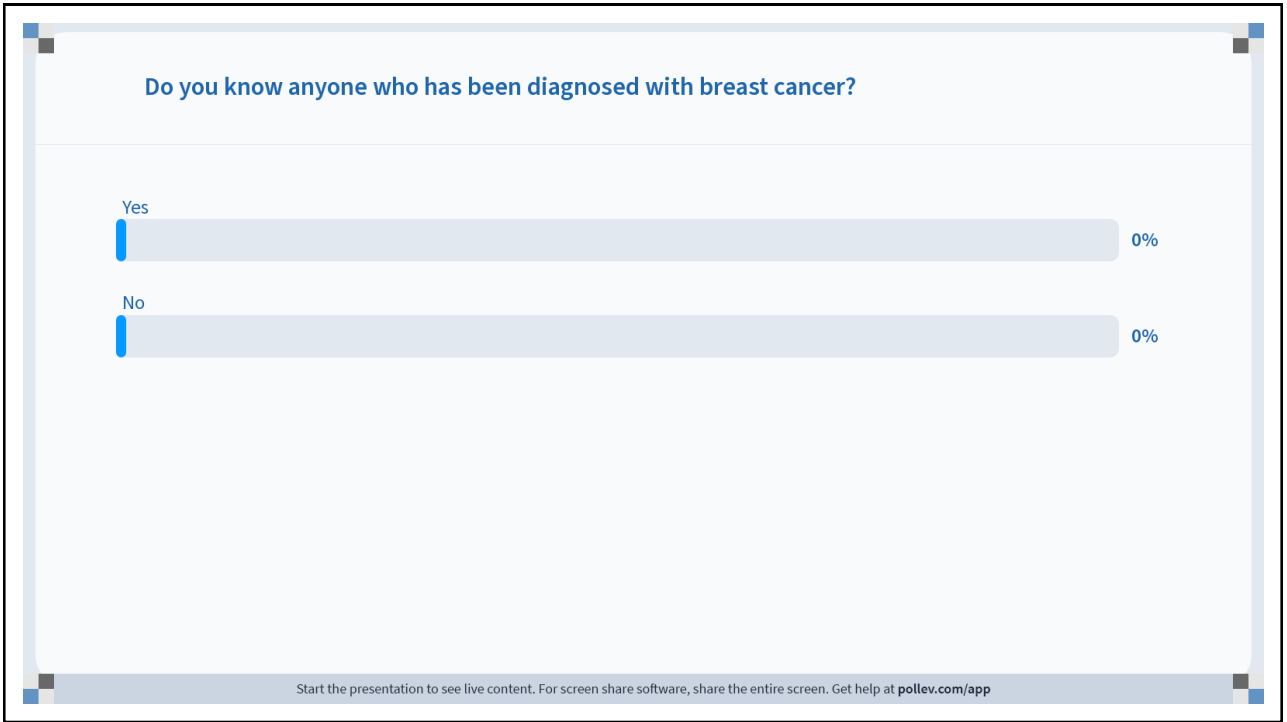 Do you know anyone who has been diagnosed with breast cancer?
Yes
0%
No
0%
Start the presentation to see live content. For screen share software, share the entire screen. Get help at pollev.com/app